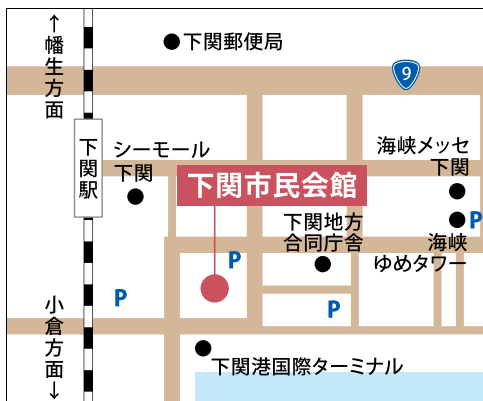 ↑幡生方面
下関郵便局
9
下関駅
シーモール
下関
海峡メッセ
下関
下関市民会館
下関地方
合同庁舎
P
海峡
ゆめタワー
P
P
P
小倉方面↓
下関港国際ターミナル